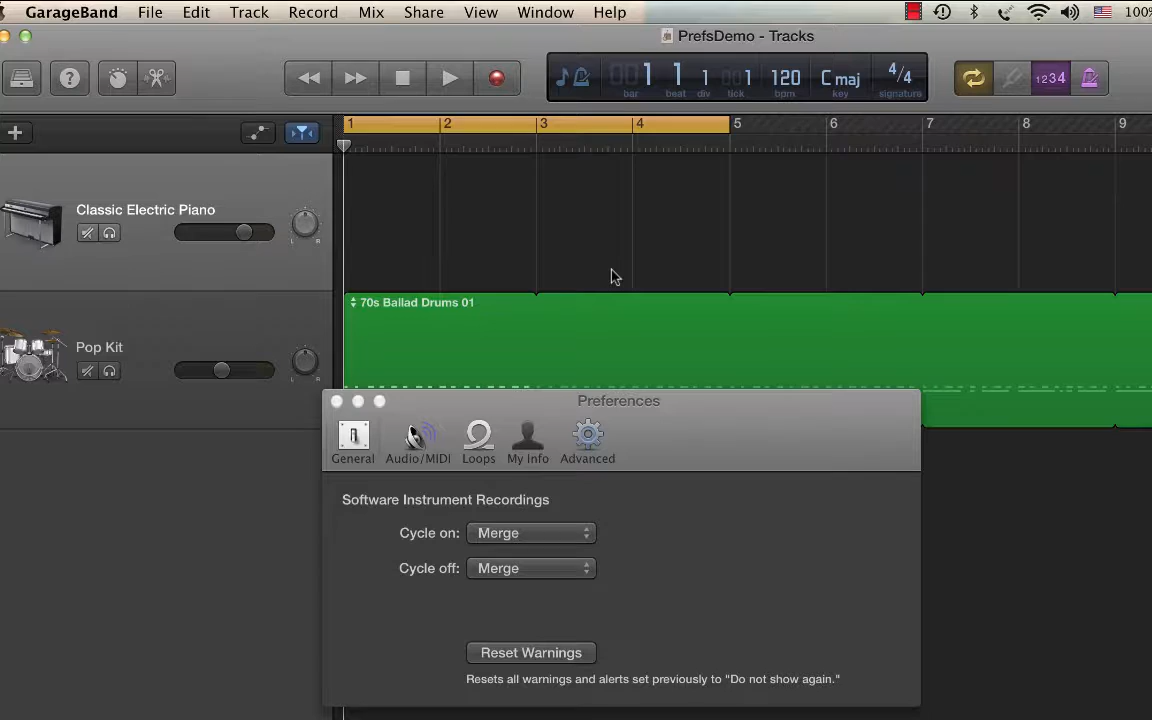 GarageBand File Edit Track Record Mix Share View Window Help 100%
PrefsDemo - Tracks
001 1 1 001 120 C maj 4/4
bar beat div tick bpm key signature
1234
1 2 3 4 5 6 7 8 9
Classic Electric Piano
L R
70s Ballad Drums 01
Pop Kit
L R
Preferences
General Audio/MIDI Loops My Info Advanced
Software Instrument Recordings
Cycle on: Merge
Cycle off: Merge
Reset Warnings
Resets all warnings and alerts set previously to "Do not show again."